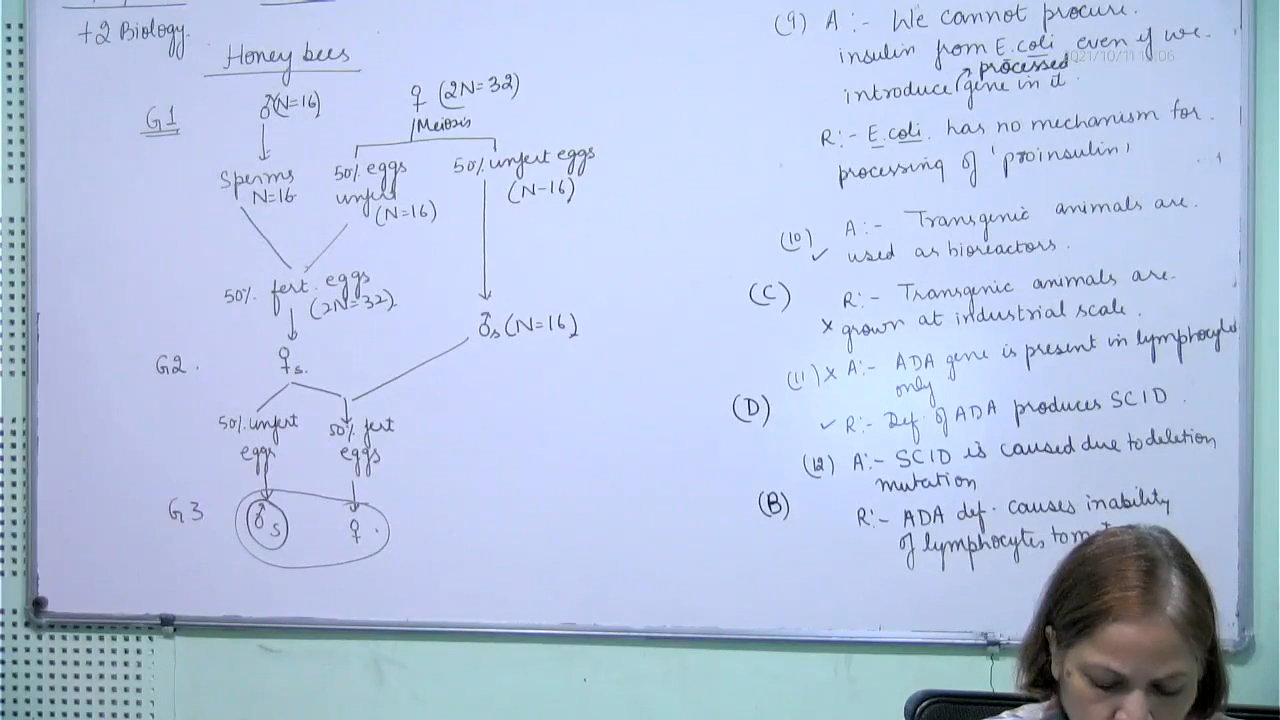 +2 Biology.
Honey bees
G1
♂(N=16)
♀ (2N=32)
Meiosis
Sperms
N=16
50% eggs
unfert
(N=16)
50% unfert eggs
(N-16)
50% fert. eggs
(2N=32)
♂s (N=16)
G2.
♀s.
50% unfert
eggs
50% fert
eggs
G3
♂s
♀.
(9) A :- We cannot procure.
insulin from E.coli even if we.
processed
introduce gene in it.
R:- E.coli. has no mechanism for.
processing of 'proinsulin'
(10) A :- Transgenic animals are.
✓ used as bioreactors.
(C)
R:- Transgenic animals are.
x grown at industrial scale.
(11) x A:- ADA gene is present in lymphocytes
only
(D)
✓ R:- Def. of ADA produces SCID.
(12) A:- SCID is caused due to deletion
mutation
(B)
R:- ADA def. causes inability
of lymphocytes to
2021/10/11